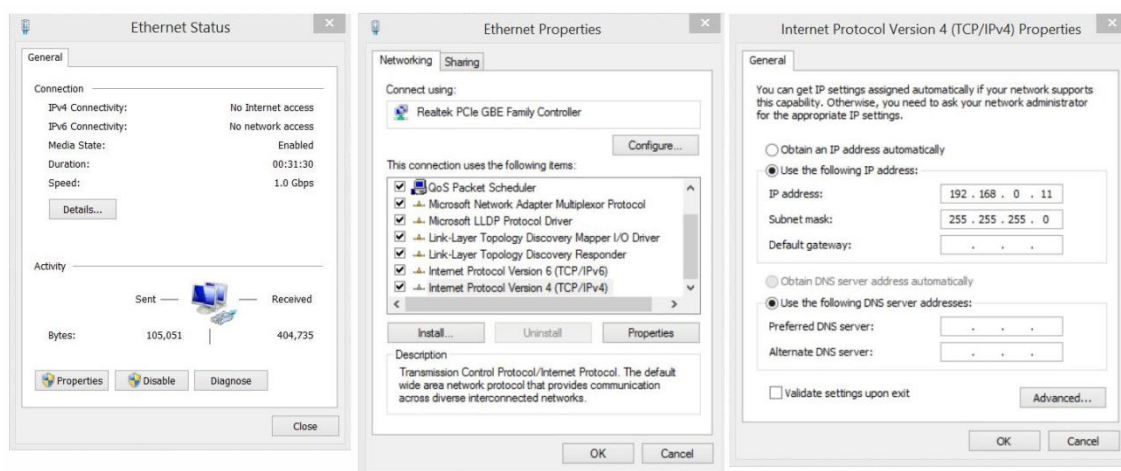 Ethernet Status
General
Connection
IPv4 Connectivity: No Internet access
IPv6 Connectivity: No network access
Media State: Enabled
Duration: 00:31:30
Speed: 1.0 Gbps
Details...
Activity
Sent Received
Bytes: 105,051 404,735
Properties Disable Diagnose
Close
Ethernet Properties
Networking Sharing
Connect using:
Realtek PCIe GBE Family Controller
Configure...
This connection uses the following items:
QoS Packet Scheduler
Microsoft Network Adapter Multiplexor Protocol
Microsoft LLDP Protocol Driver
Link-Layer Topology Discovery Mapper I/O Driver
Link-Layer Topology Discovery Responder
Internet Protocol Version 6 (TCP/IPv6)
Internet Protocol Version 4 (TCP/IPv4)
Install... Uninstall Properties
Description
Transmission Control Protocol/Internet Protocol. The default
wide area network protocol that provides communication
across diverse interconnected networks.
OK Cancel
Internet Protocol Version 4 (TCP/IPv4) Properties
General
You can get IP settings assigned automatically if your network supports
this capability. Otherwise, you need to ask your network administrator
for the appropriate IP settings.
Obtain an IP address automatically
Use the following IP address:
IP address: 192 . 168 . 0 . 11
Subnet mask: 255 . 255 . 255 . 0
Default gateway: . . .
Obtain DNS server address automatically
Use the following DNS server addresses:
Preferred DNS server: . . .
Alternate DNS server: . . .
Validate settings upon exit
Advanced...
OK Cancel